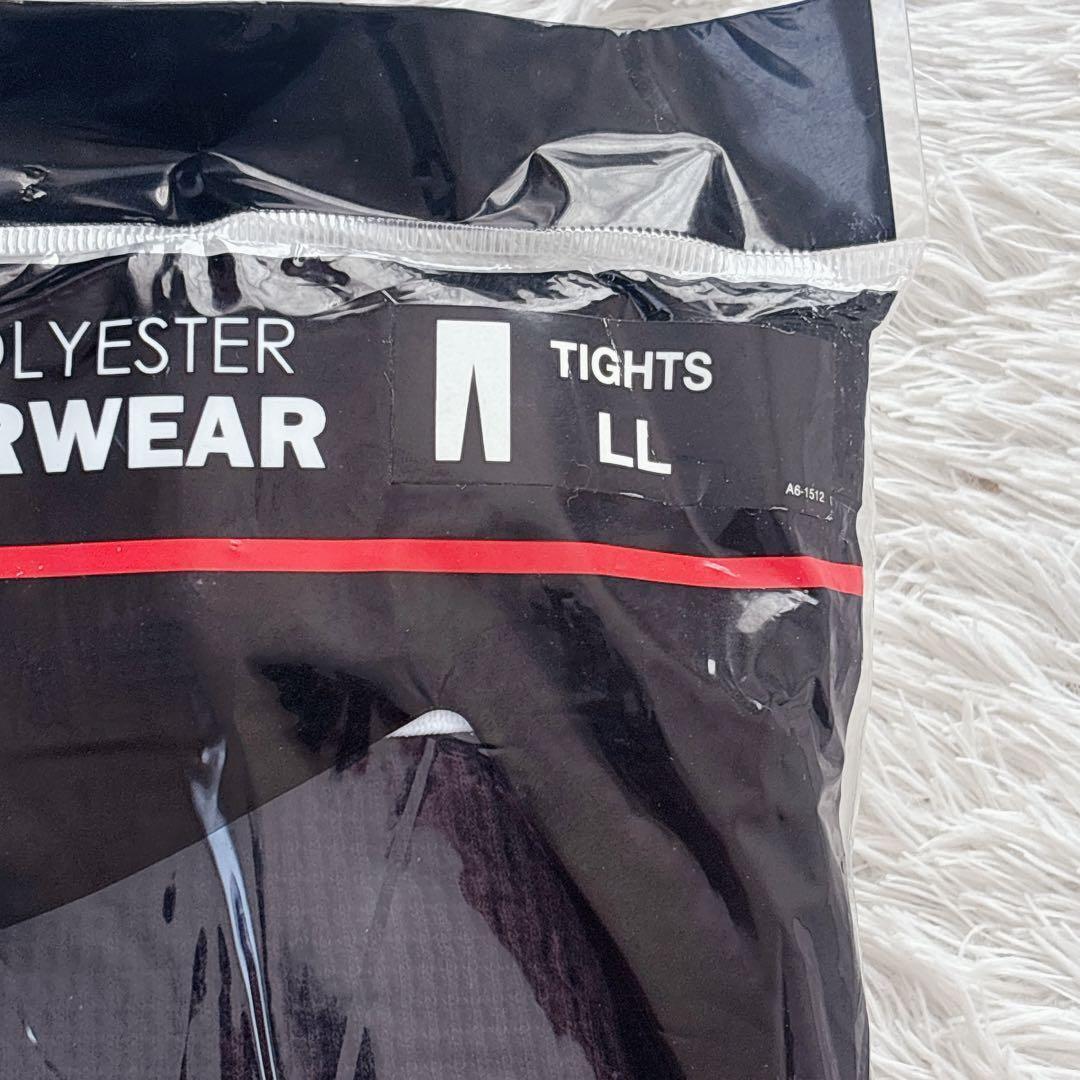 OLYESTER
RWEAR
TIGHTS
LL
A6-1512